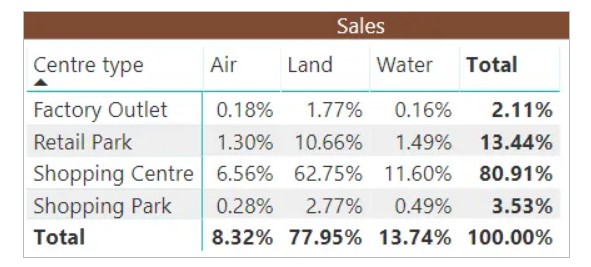 Sales
Centre type Air Land Water Total
Factory Outlet 0.18% 1.77% 0.16% 2.11%
Retail Park 1.30% 10.66% 1.49% 13.44%
Shopping Centre 6.56% 62.75% 11.60% 80.91%
Shopping Park 0.28% 2.77% 0.49% 3.53%
Total 8.32% 77.95% 13.74% 100.00%